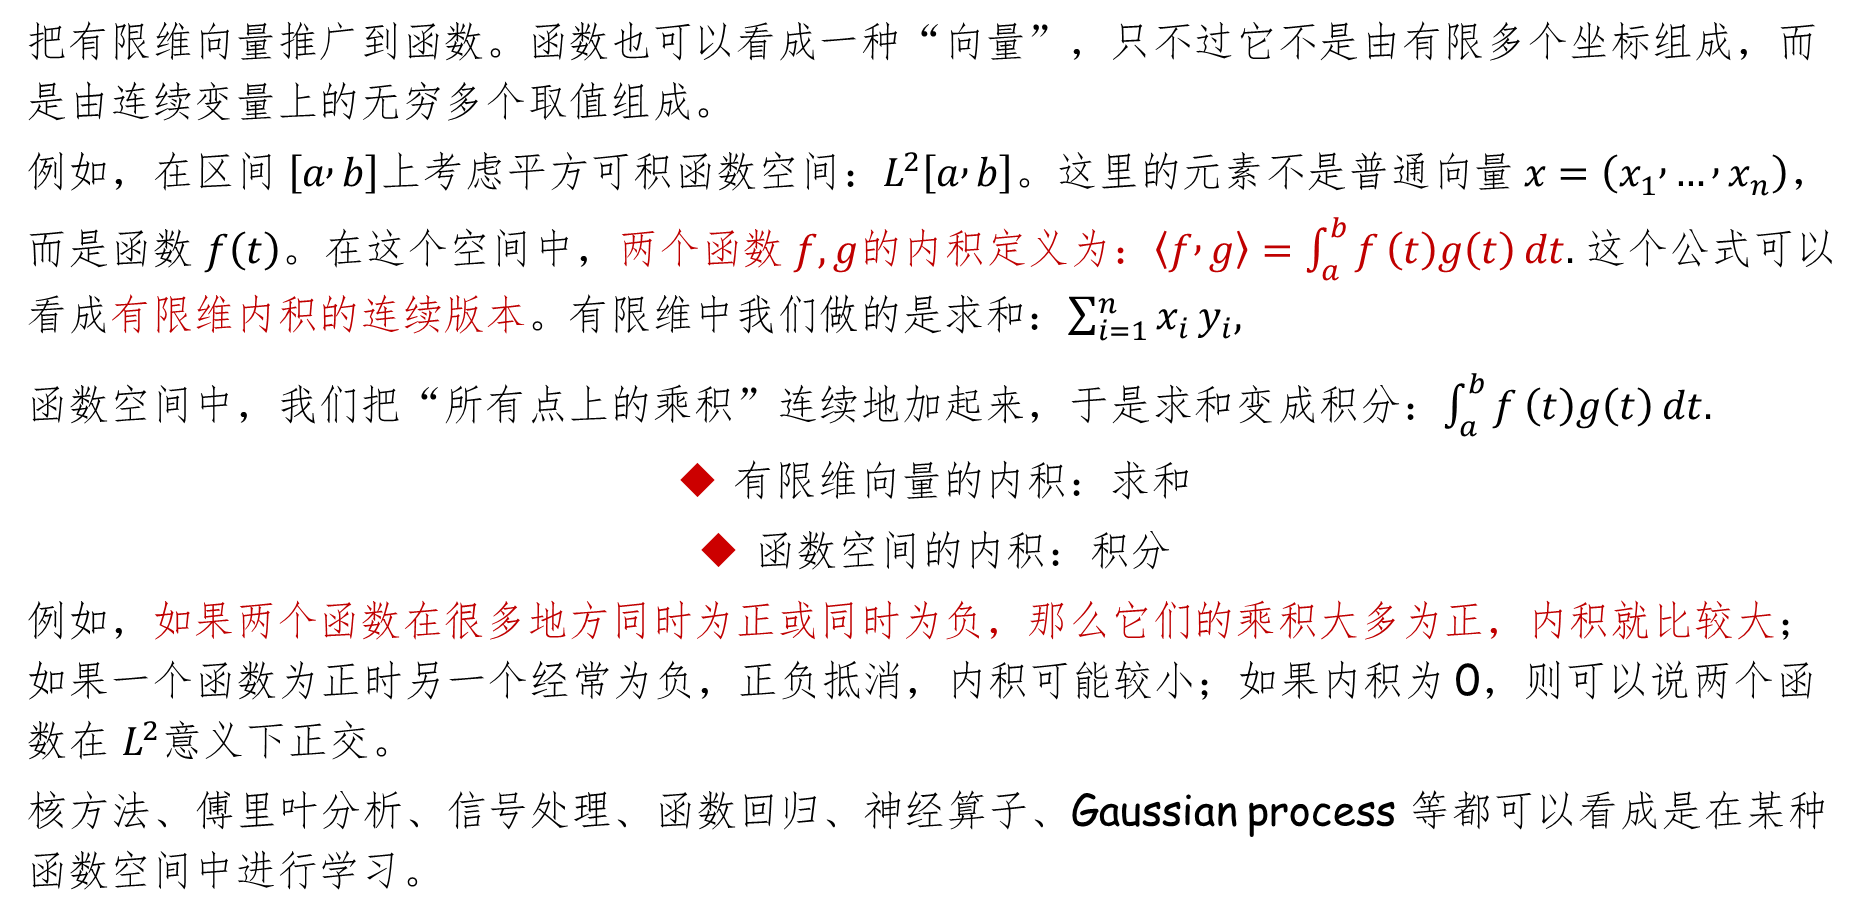 把有限维向量推广到函数。函数也可以看成一种“向量”，只不过它不是由有限多个坐标组成，而
是由连续变量上的无穷多个取值组成。
例如，在区间 [a, b]上考虑平方可积函数空间：L²[a, b]。这里的元素不是普通向量 x = (x₁, … , xₙ)，
而是函数 f(t)。在这个空间中，两个函数 f, g的内积定义为：⟨f, g⟩ = ∫ₐᵇ f (t)g(t) dt. 这个公式可以
看成有限维内积的连续版本。有限维中我们做的是求和：∑ᵢ₌₁ⁿ xᵢ yᵢ,
函数空间中，我们把“所有点上的乘积”连续地加起来，于是求和变成积分：∫ₐᵇ f (t)g(t) dt.
◆ 有限维向量的内积：求和
◆ 函数空间的内积：积分
例如，如果两个函数在很多地方同时为正或同时为负，那么它们的乘积大多为正，内积就比较大；
如果一个函数为正时另一个经常为负，正负抵消，内积可能较小；如果内积为 0，则可以说两个函
数在 L²意义下正交。
核方法、傅里叶分析、信号处理、函数回归、神经算子、Gaussian process 等都可以看成是在某种
函数空间中进行学习。